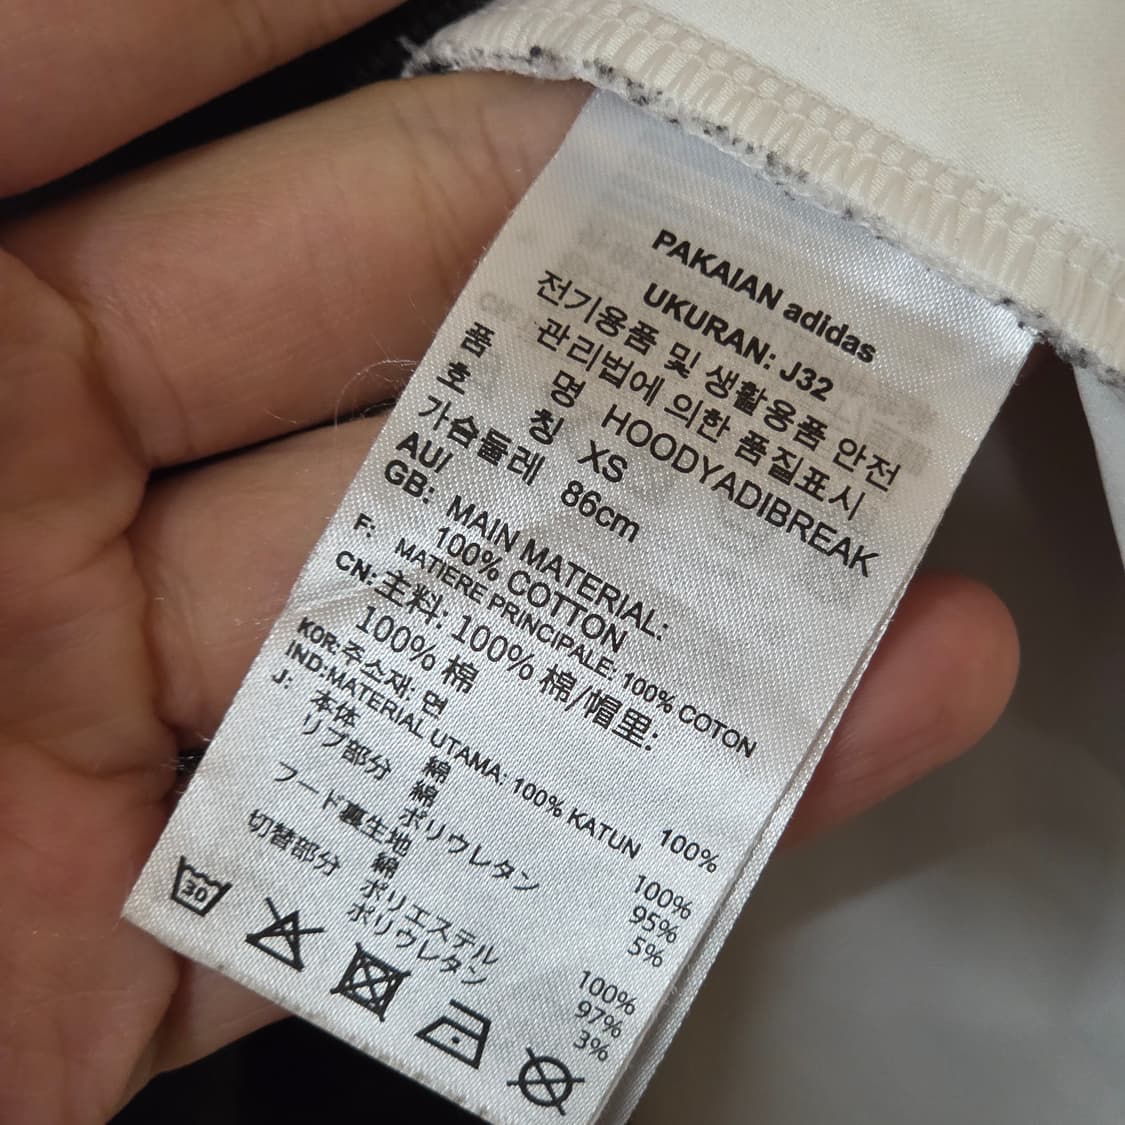 PAKAIAN adidas
UKURAN: J32
전기용품 및 생활용품 안전
관리법에 의한 품질표시
품 명 HOODYADIBREAK
호 칭 XS
가슴둘레 86cm
AU/
GB: MAIN MATERIAL:
100% COTTON
F: MATIERE PRINCIPALE: 100% COTON
CN: 主料: 100% 棉/帽里:
100% 棉
KOR: 주소재: 면 100%
IND: MATERIAL UTAMA: 100% KATUN
J: 本体 綿 100%
リブ部分 綿 95%
ポリウレタン 5%
フード裏生地 綿 100%
切替部分 ポリエステル 97%
ポリウレタン 3%
30